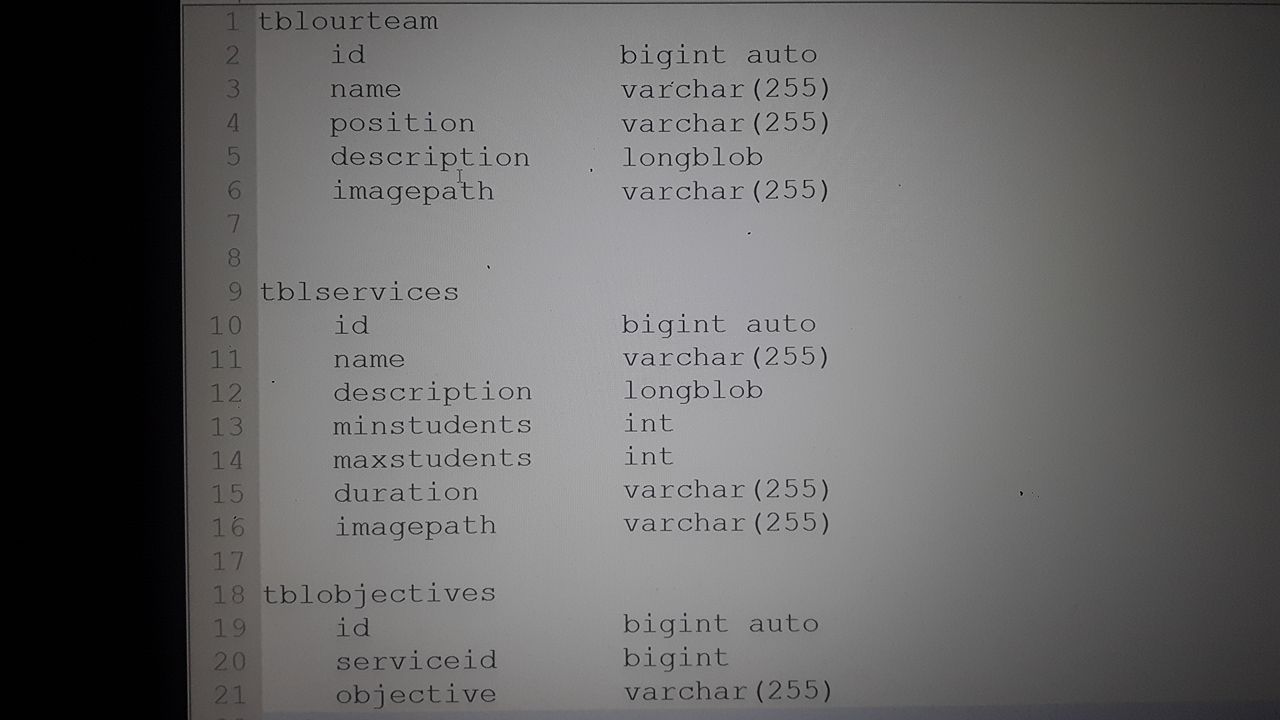 1 tblourteam
2 id bigint auto
3 name varchar(255)
4 position varchar(255)
5 description longblob
6 imagepath varchar(255)
7
8
9 tblservices
10 id bigint auto
11 name varchar(255)
12 description longblob
13 minstudents int
14 maxstudents int
15 duration varchar(255)
16 imagepath varchar(255)
17
18 tblobjectives
19 id bigint auto
20 serviceid bigint
21 objective varchar(255)